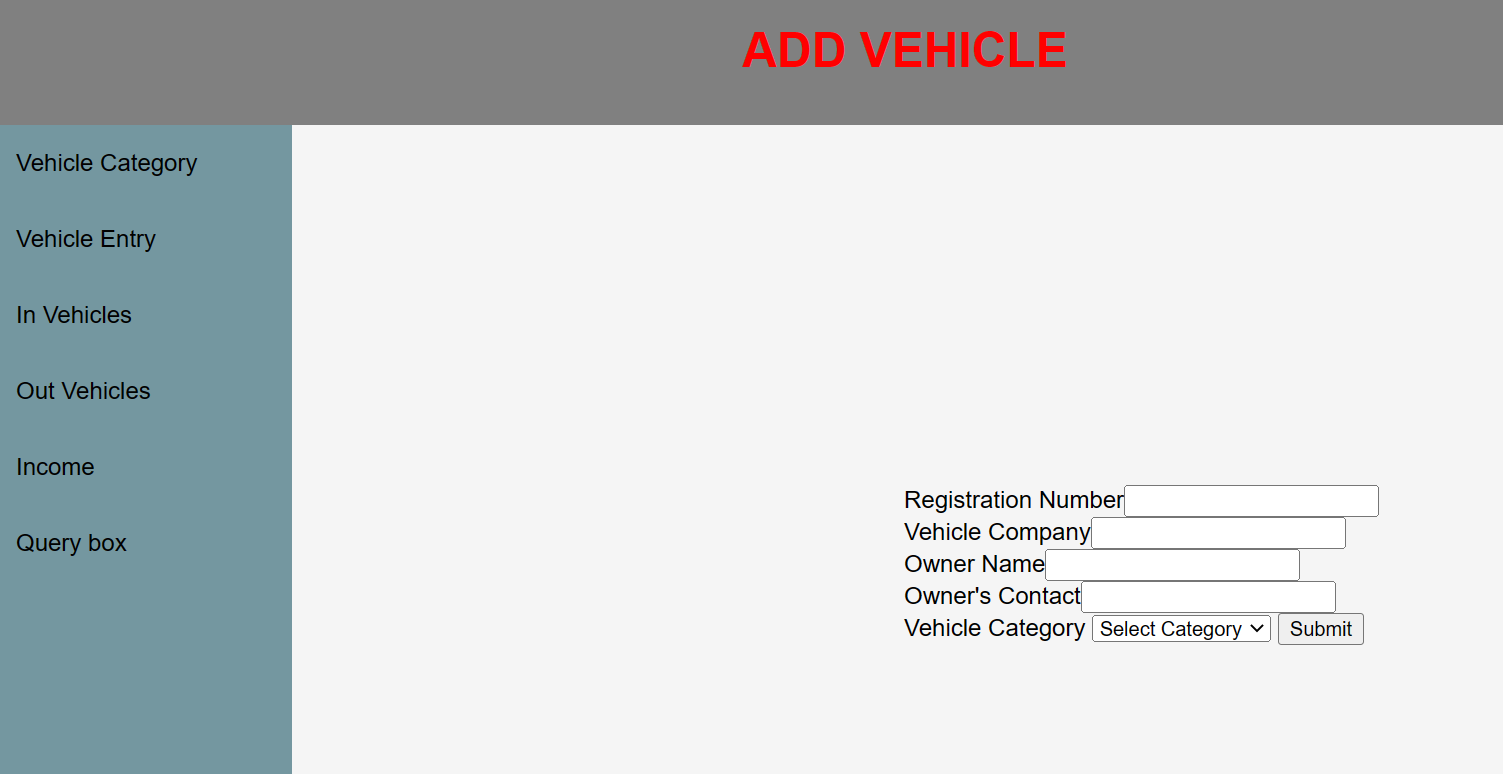 ADD VEHICLE
Vehicle Category
Vehicle Entry
In Vehicles
Out Vehicles
Income
Query box
Registration Number
Vehicle Company
Owner Name
Owner's Contact
Vehicle Category Select Category Submit